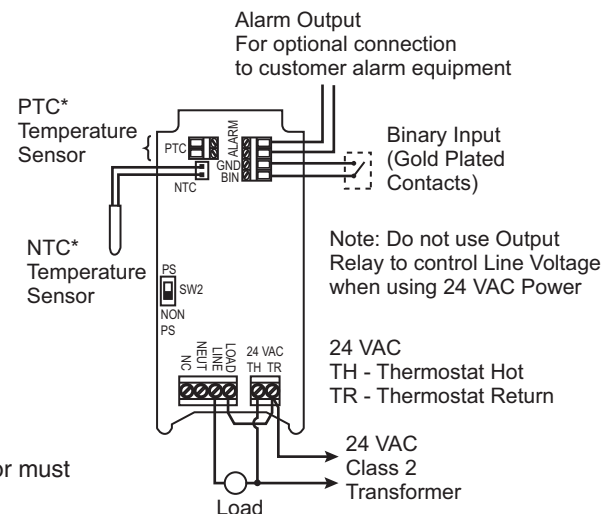 Alarm Output
For optional connection
to customer alarm equipment
PTC*
Temperature
Sensor
PTC
ALARM
GND
BIN
NTC
Binary Input
(Gold Plated
Contacts)
NTC*
Temperature
Sensor
PS
SW2
NON
PS
Note: Do not use Output
Relay to control Line Voltage
when using 24 VAC Power
NC
NEUT
LINE
LOAD
24 VAC
TH TR
24 VAC
TH - Thermostat Hot
TR - Thermostat Return
or must
24 VAC
Class 2
Transformer
Load